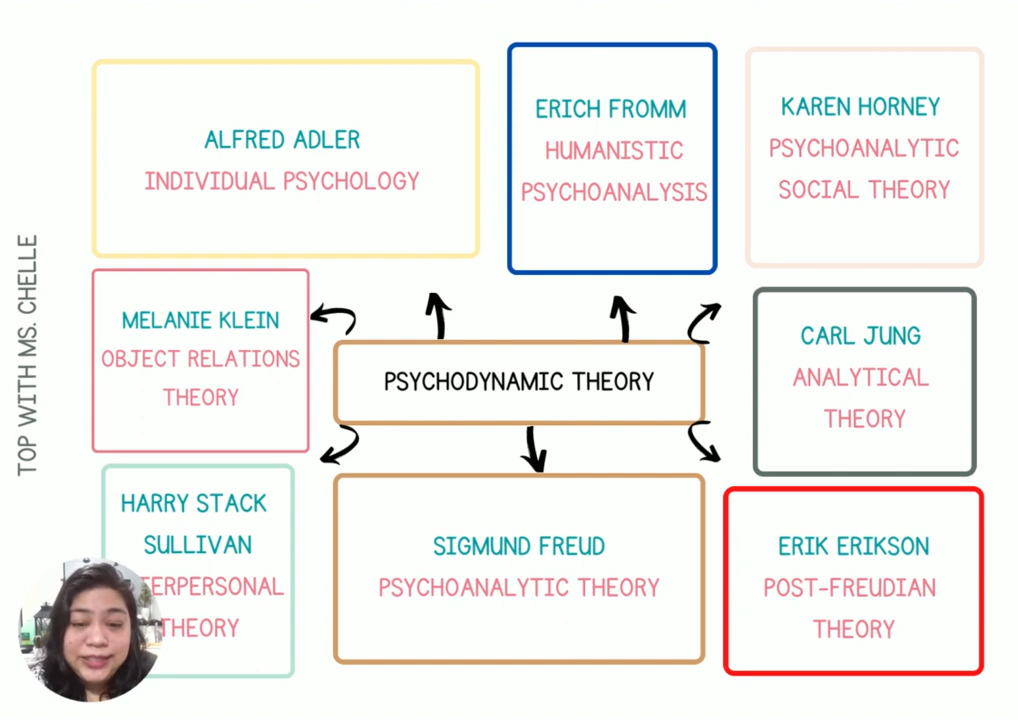 TOP WITH MS. CHELLE
ALFRED ADLER
INDIVIDUAL PSYCHOLOGY
ERICH FROMM
HUMANISTIC
PSYCHOANALYSIS
KAREN HORNEY
PSYCHOANALYTIC
SOCIAL THEORY
MELANIE KLEIN
OBJECT RELATIONS
THEORY
PSYCHODYNAMIC THEORY
CARL JUNG
ANALYTICAL
THEORY
HARRY STACK
SULLIVAN
THEORY
SIGMUND FREUD
PSYCHOANALYTIC THEORY
ERIK ERIKSON
POST-FREUDIAN
THEORY